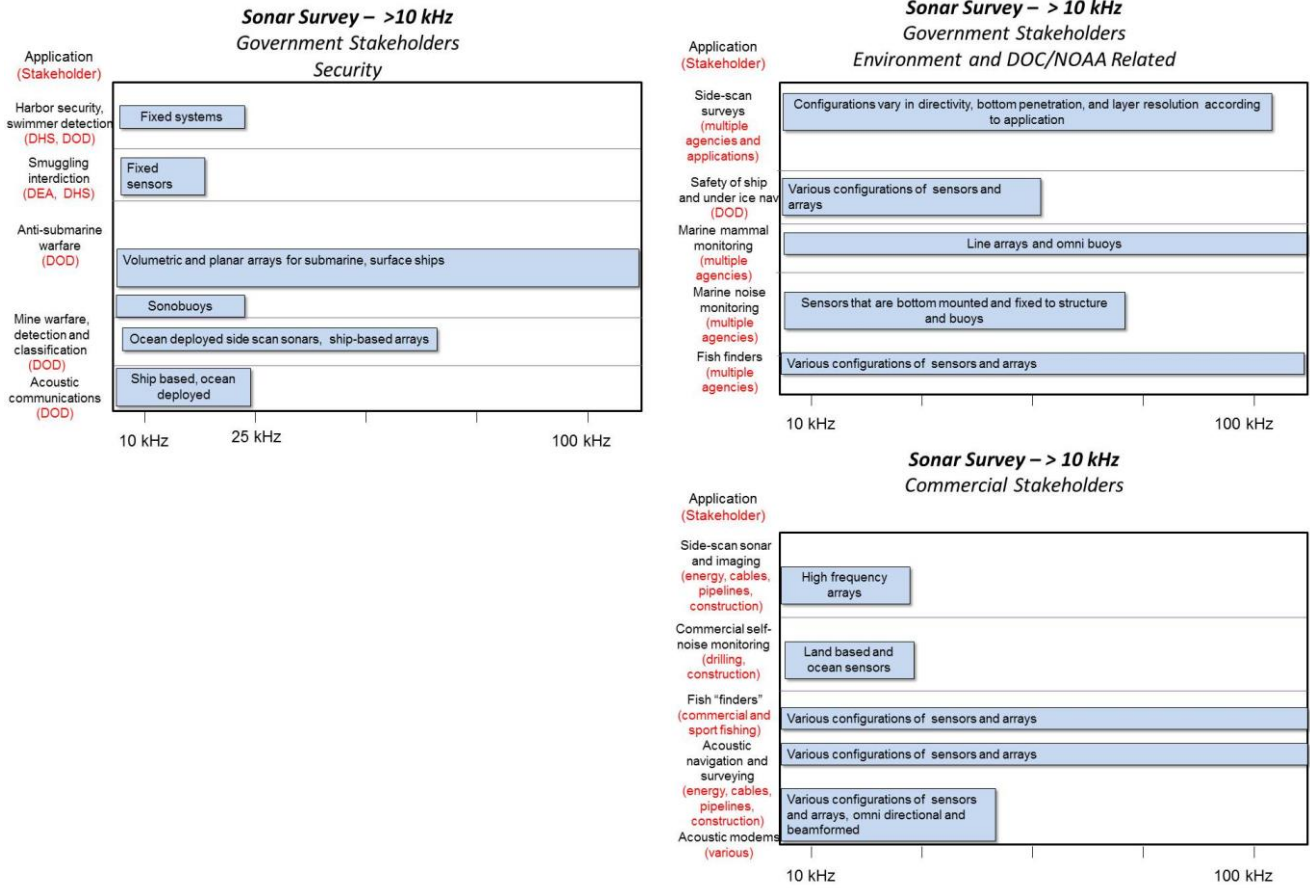 Sonar Survey – >10 kHz
Government Stakeholders
Security
Application
(Stakeholder)
Harbor security,
swimmer detection
(DHS, DOD)
Fixed systems
Smuggling
interdiction
(DEA, DHS)
Fixed
sensors
Anti-submarine
warfare
(DOD)
Volumetric and planar arrays for submarine, surface ships
Sonobuoys
Mine warfare,
detection and
classification
(DOD)
Ocean deployed side scan sonars, ship-based arrays
Acoustic
communications
(DOD)
Ship based, ocean
deployed
10 kHz
25 kHz
100 kHz
Sonar Survey – > 10 kHz
Government Stakeholders
Environment and DOC/NOAA Related
Application
(Stakeholder)
Side-scan
surveys
(multiple
agencies and
applications)
Configurations vary in directivity, bottom penetration, and layer resolution according
to application
Safety of ship
and under ice nav
(DOD)
Various configurations of sensors and
arrays
Marine mammal
monitoring
(multiple
agencies)
Line arrays and omni buoys
Marine noise
monitoring
(multiple
agencies)
Sensors that are bottom mounted and fixed to structure
and buoys
Fish finders
(multiple
agencies)
Various configurations of sensors and arrays
10 kHz
100 kHz
Sonar Survey – > 10 kHz
Commercial Stakeholders
Application
(Stakeholder)
Side-scan sonar
and imaging
(energy, cables,
pipelines,
construction)
High frequency
arrays
Commercial self-
noise monitoring
(drilling,
construction)
Land based and
ocean sensors
Fish "finders"
(commercial and
sport fishing)
Various configurations of sensors and arrays
Acoustic
navigation and
surveying
(energy, cables,
pipelines,
construction)
Various configurations of sensors and arrays
Acoustic modems
(various)
Various configurations of sensors
and arrays, omni directional and
beamformed
10 kHz
100 kHz